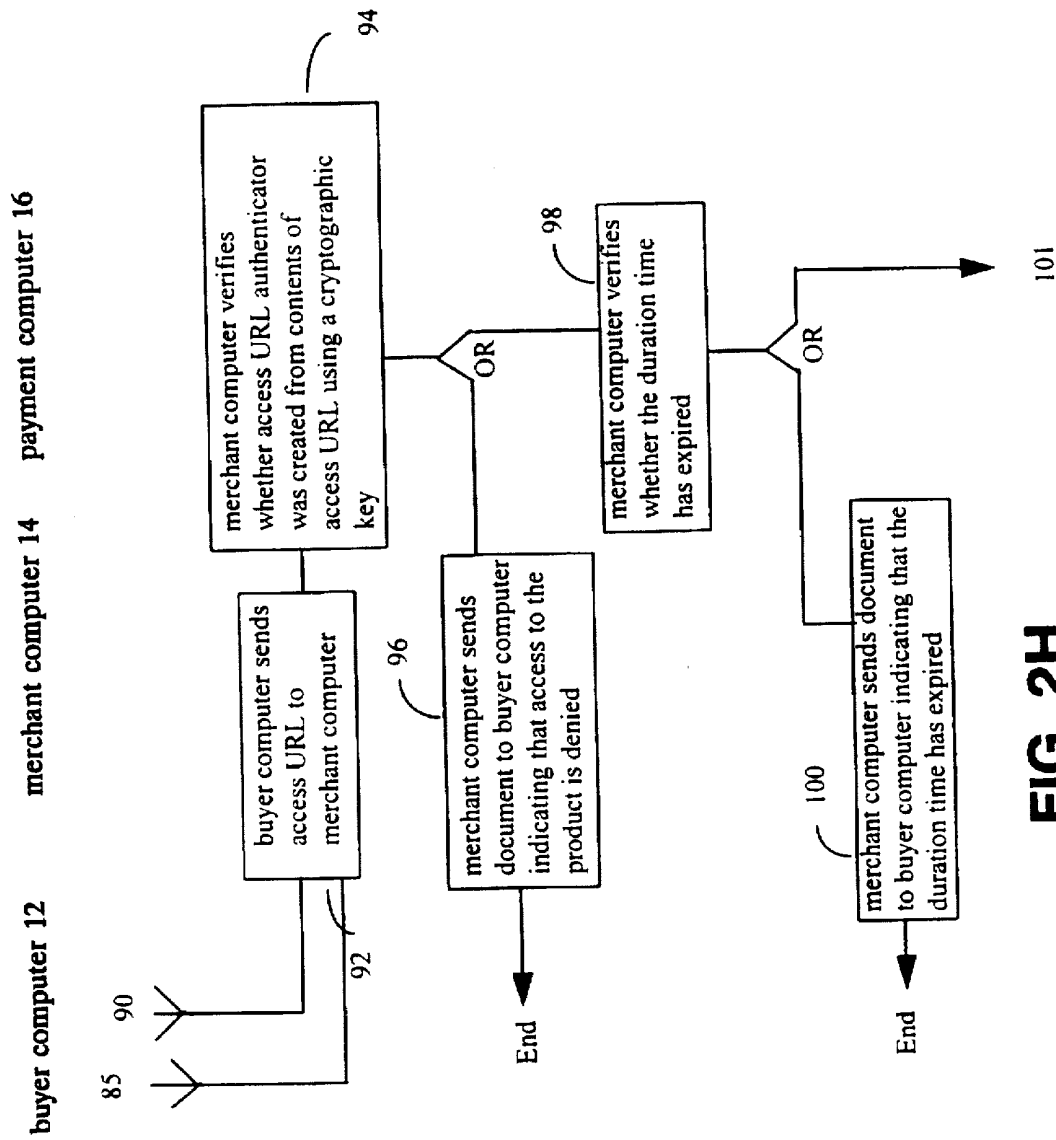 buyer computer 12
merchant computer 14
payment computer 16
85
90
buyer computer sends
access URL to
merchant computer
92
merchant computer verifies
whether access URL authenticator
was created from contents of
access URL using a cryptographic
key
94
OR
96
merchant computer sends
document to buyer computer
indicating that access to the
product is denied
End
98
merchant computer verifies
whether the duration time
has expired
OR
100
merchant computer sends document
to buyer computer indicating that the
duration time has expired
End
101
FIG. 2H